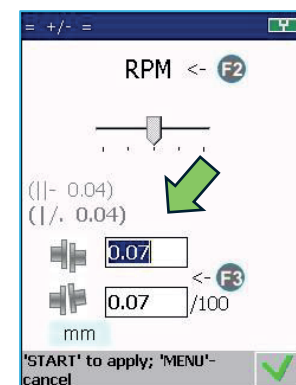 = +/- =
RPM <- F2
(||- 0.04)
(|/. 0.04)
0.07
<- F3
0.07 /100
mm
'START' to apply; 'MENU'-
cancel